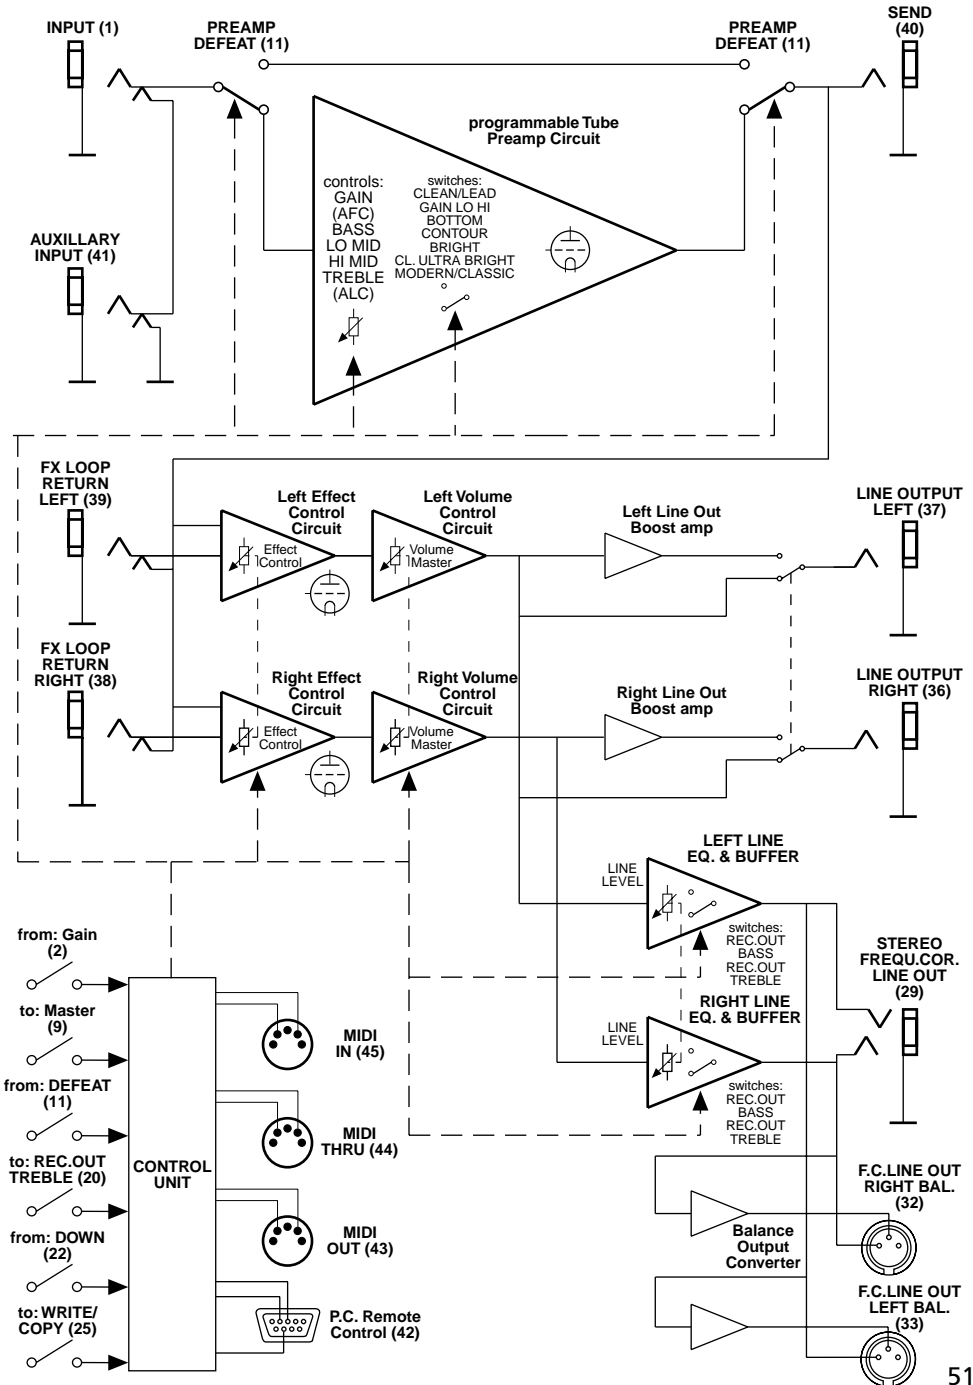 INPUT (1)
PREAMP
DEFEAT (11)
PREAMP
DEFEAT (11)
SEND
(40)
programmable Tube
Preamp Circuit
controls:
GAIN
(AFC)
BASS
LO MID
HI MID
TREBLE
(ALC)
switches:
CLEAN/LEAD
GAIN LO HI
BOTTOM
CONTOUR
BRIGHT
CL. ULTRA BRIGHT
MODERN/CLASSIC
AUXILLARY
INPUT (41)
FX LOOP
RETURN
LEFT (39)
Left Effect
Control
Circuit
Effect
Control
Left Volume
Control
Circuit
Volume
Master
Left Line Out
Boost amp
LINE OUTPUT
LEFT (37)
FX LOOP
RETURN
RIGHT (38)
Right Effect
Control
Circuit
Effect
Control
Right Volume
Control
Circuit
Volume
Master
Right Line Out
Boost amp
LINE OUTPUT
RIGHT (36)
LEFT LINE
EQ. & BUFFER
LINE
LEVEL
switches:
REC.OUT
BASS
REC.OUT
TREBLE
RIGHT LINE
EQ. & BUFFER
LINE
LEVEL
switches:
REC.OUT
BASS
REC.OUT
TREBLE
STEREO
FREQU.COR.
LINE OUT
(29)
from: Gain
(2)
to: Master
(9)
from: DEFEAT
(11)
to: REC.OUT
TREBLE (20)
from: DOWN
(22)
to: WRITE/
COPY (25)
CONTROL
UNIT
MIDI
IN (45)
MIDI
THRU (44)
MIDI
OUT (43)
P.C. Remote
Control (42)
Balance
Output
Converter
F.C.LINE OUT
RIGHT BAL.
(32)
F.C.LINE OUT
LEFT BAL.
(33)
51